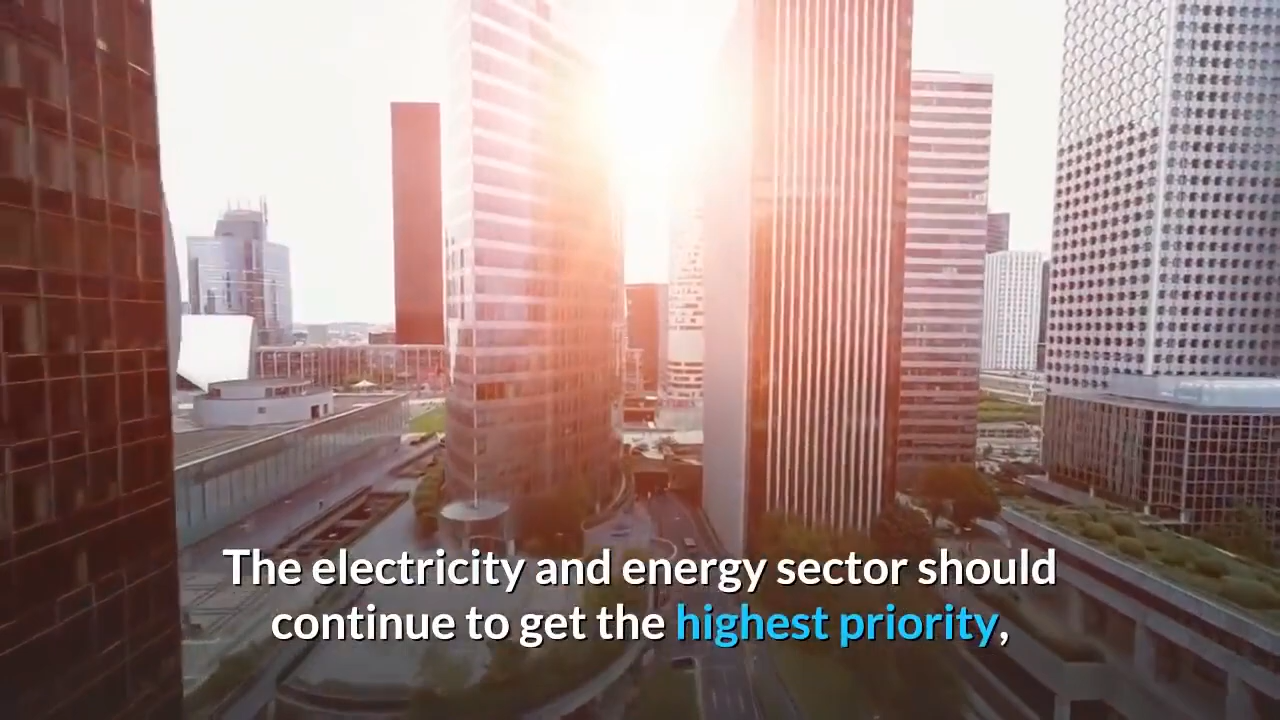 The electricity and energy sector should
continue to get the highest priority,